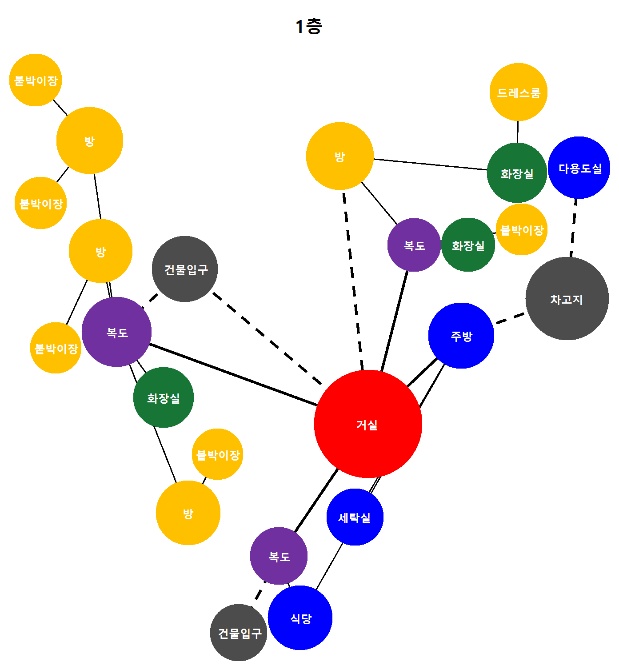 1층
붙박이장
드레스룸
방
방
화장실
다용도실
붙박이장
붙박이장
복도
화장실
방
건물입구
차고지
복도
주방
붙박이장
화장실
거실
붙박이장
방
세탁실
복도
식당
건물입구